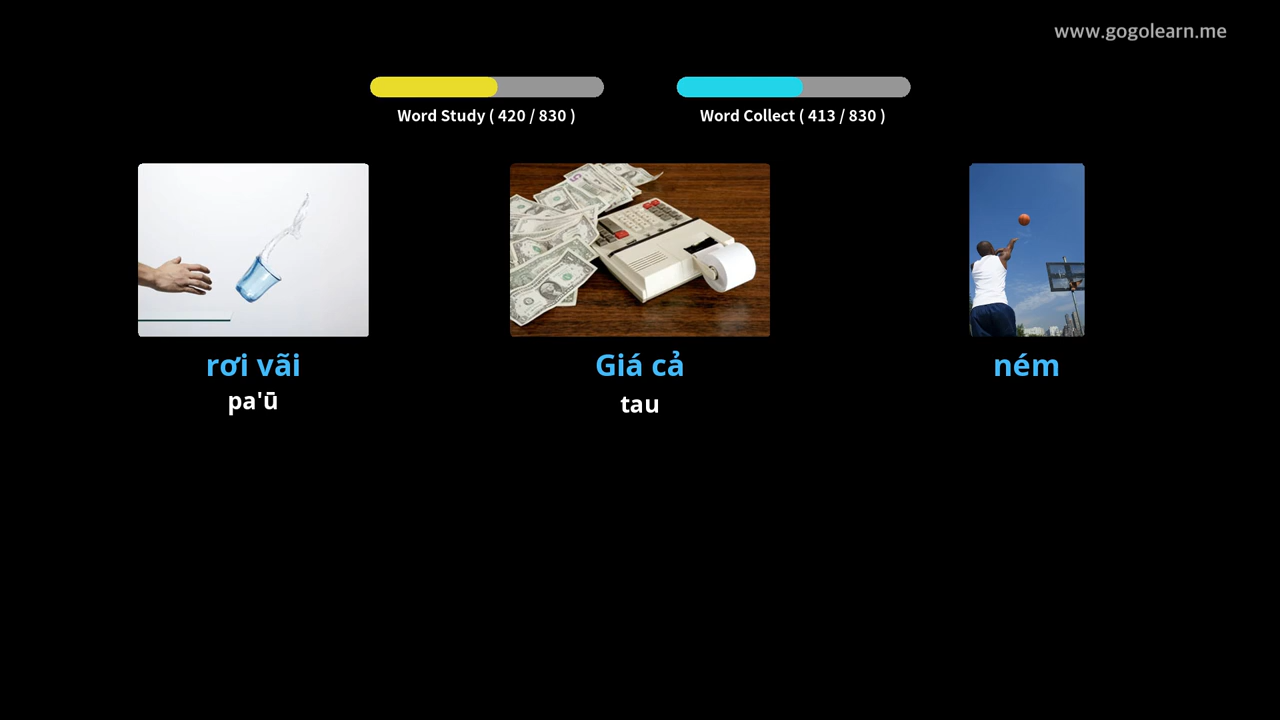 www.gogolearn.me
Word Study ( 420 / 830 )
Word Collect ( 413 / 830 )
rơi vãi
Giá cả
ném
pa'ū
tau